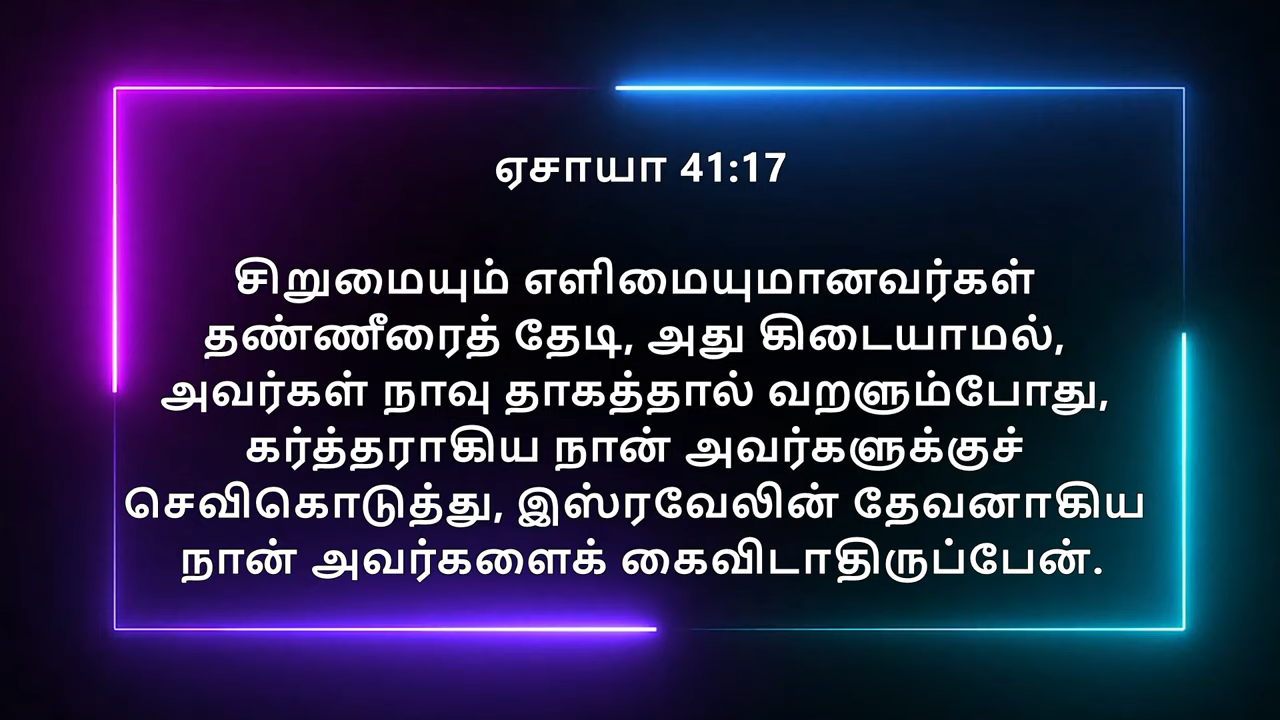 ஏசாயா 41:17
சிறுமையும் எளிமையுமானவர்கள்
தண்ணீரைத் தேடி, அது கிடையாமல்,
அவர்கள் நாவு தாகத்தால் வறளும்போது,
கர்த்தராகிய நான் அவர்களுக்குச்
செவிகொடுத்து, இஸ்ரவேலின் தேவனாகிய
நான் அவர்களைக் கைவிடாதிருப்பேன்.